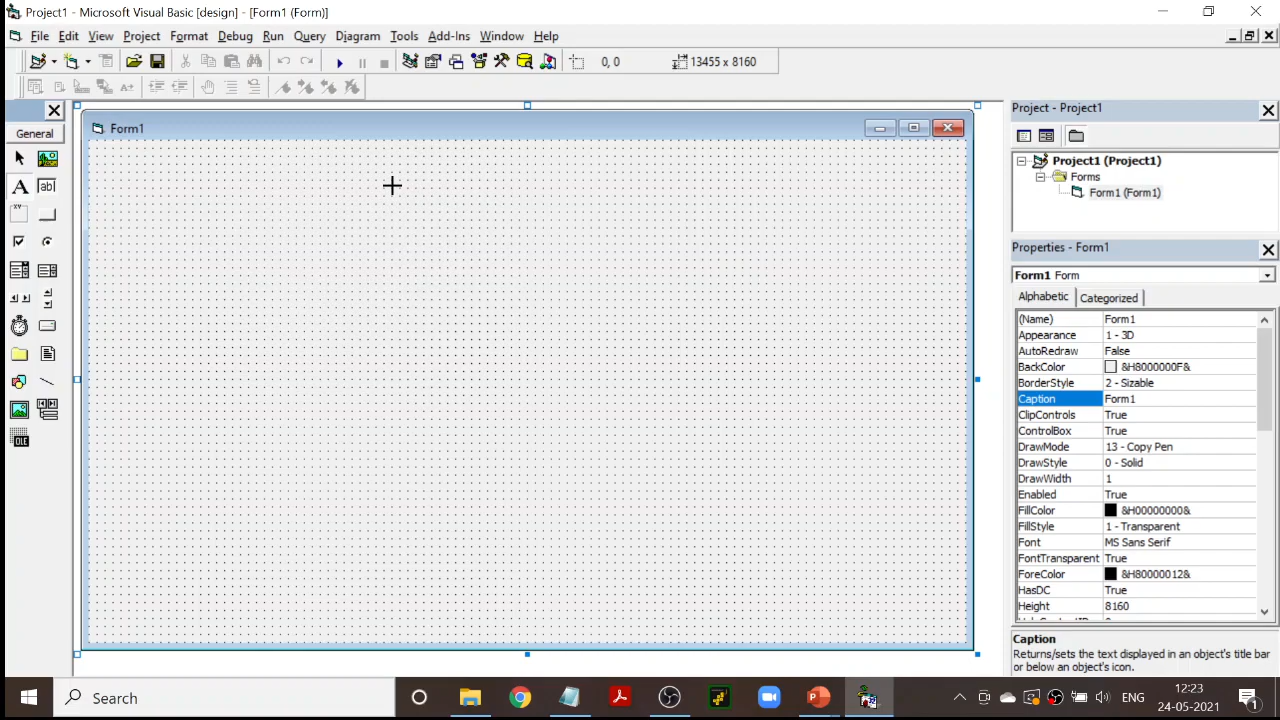 Project1 - Microsoft Visual Basic [design] - [Form1 (Form)]
File Edit View Project Format Debug Run Query Diagram Tools Add-Ins Window Help
0, 0 13455 x 8160
General
Form1
A ab|
XV
OLE
Project - Project1
Project1 (Project1)
Forms
Form1 (Form1)
Properties - Form1
Form1 Form
Alphabetic Categorized
(Name) Form1
Appearance 1 - 3D
AutoRedraw False
BackColor &H8000000F&
BorderStyle 2 - Sizable
Caption Form1
ClipControls True
ControlBox True
DrawMode 13 - Copy Pen
DrawStyle 0 - Solid
DrawWidth 1
Enabled True
FillColor &H00000000&
FillStyle 1 - Transparent
Font MS Sans Serif
FontTransparent True
ForeColor &H80000012&
HasDC True
Height 8160
Caption
Returns/sets the text displayed in an object's title bar
or below an object's icon.
Search
ENG
12:23
24-05-2021
1